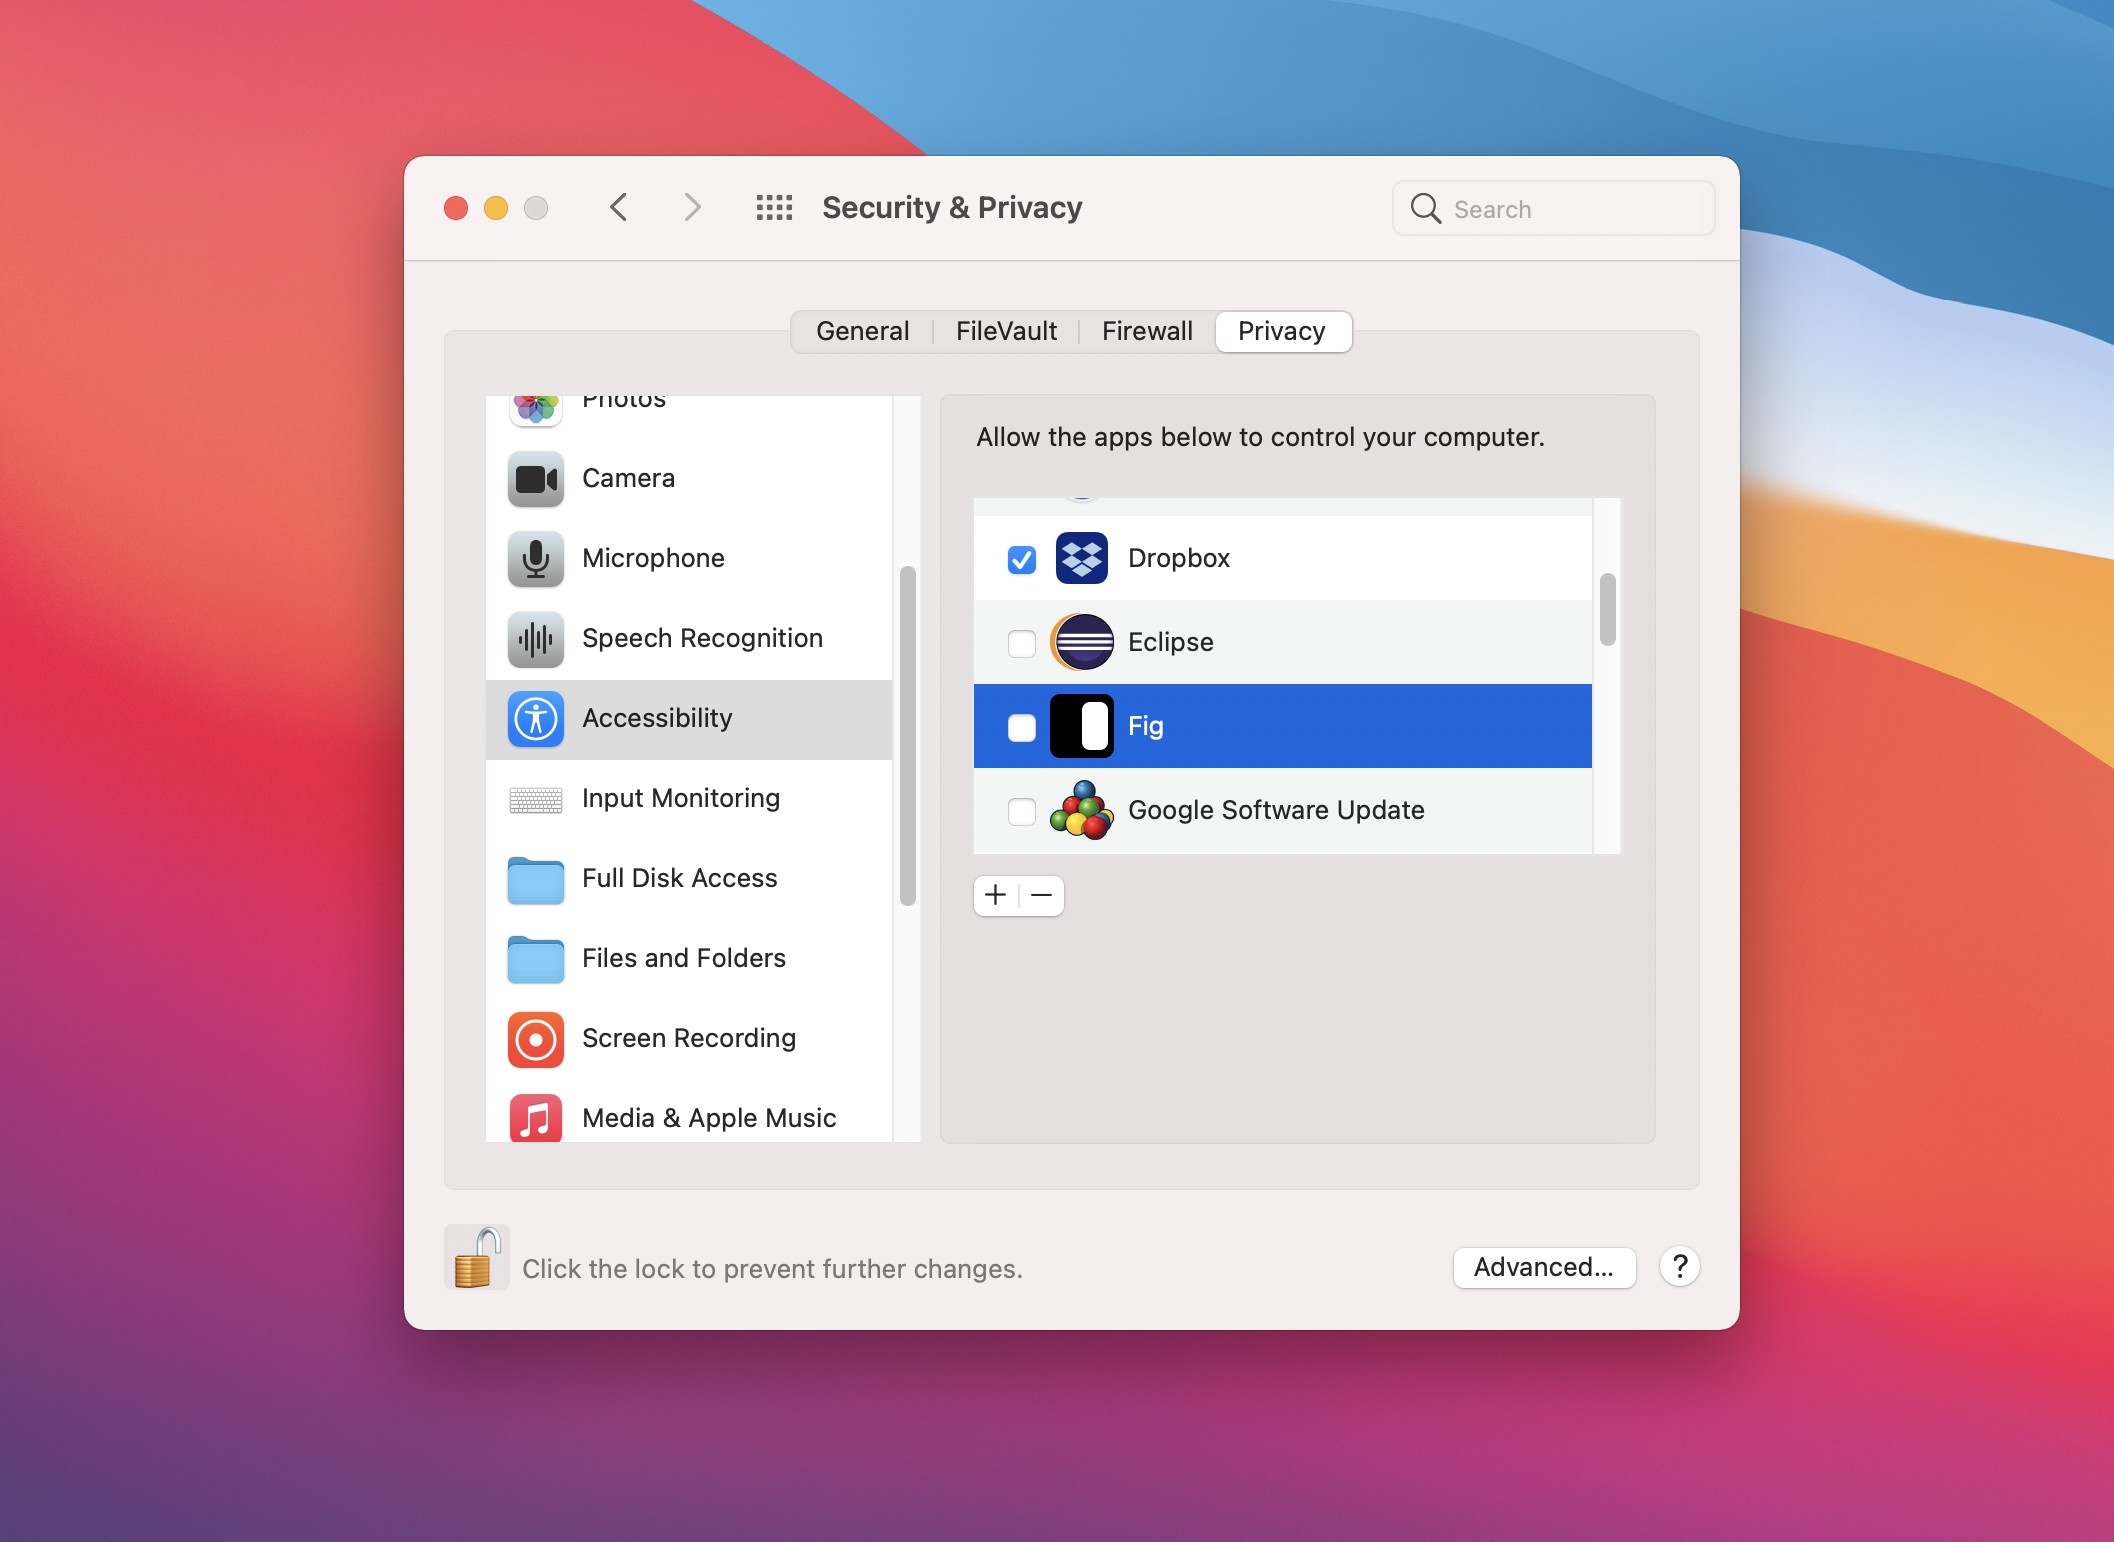 Security & Privacy
Search
General
FileVault
Firewall
Privacy
Photos
Camera
Microphone
Speech Recognition
Accessibility
Input Monitoring
Full Disk Access
Files and Folders
Screen Recording
Media & Apple Music
Allow the apps below to control your computer.
Dropbox
Eclipse
Fig
Google Software Update
Click the lock to prevent further changes.
Advanced...
?